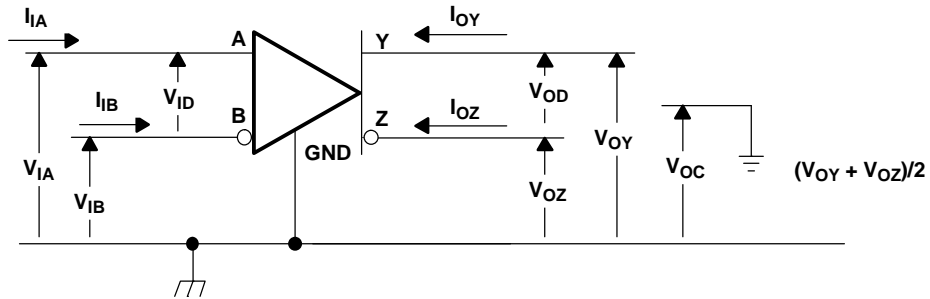 I_IA
A
Y
I_OY
I_IB
V_ID
B
Z
I_OZ
V_OD
V_OY
GND
V_IA
V_IB
V_OZ
V_OC
(V_OY + V_OZ)/2